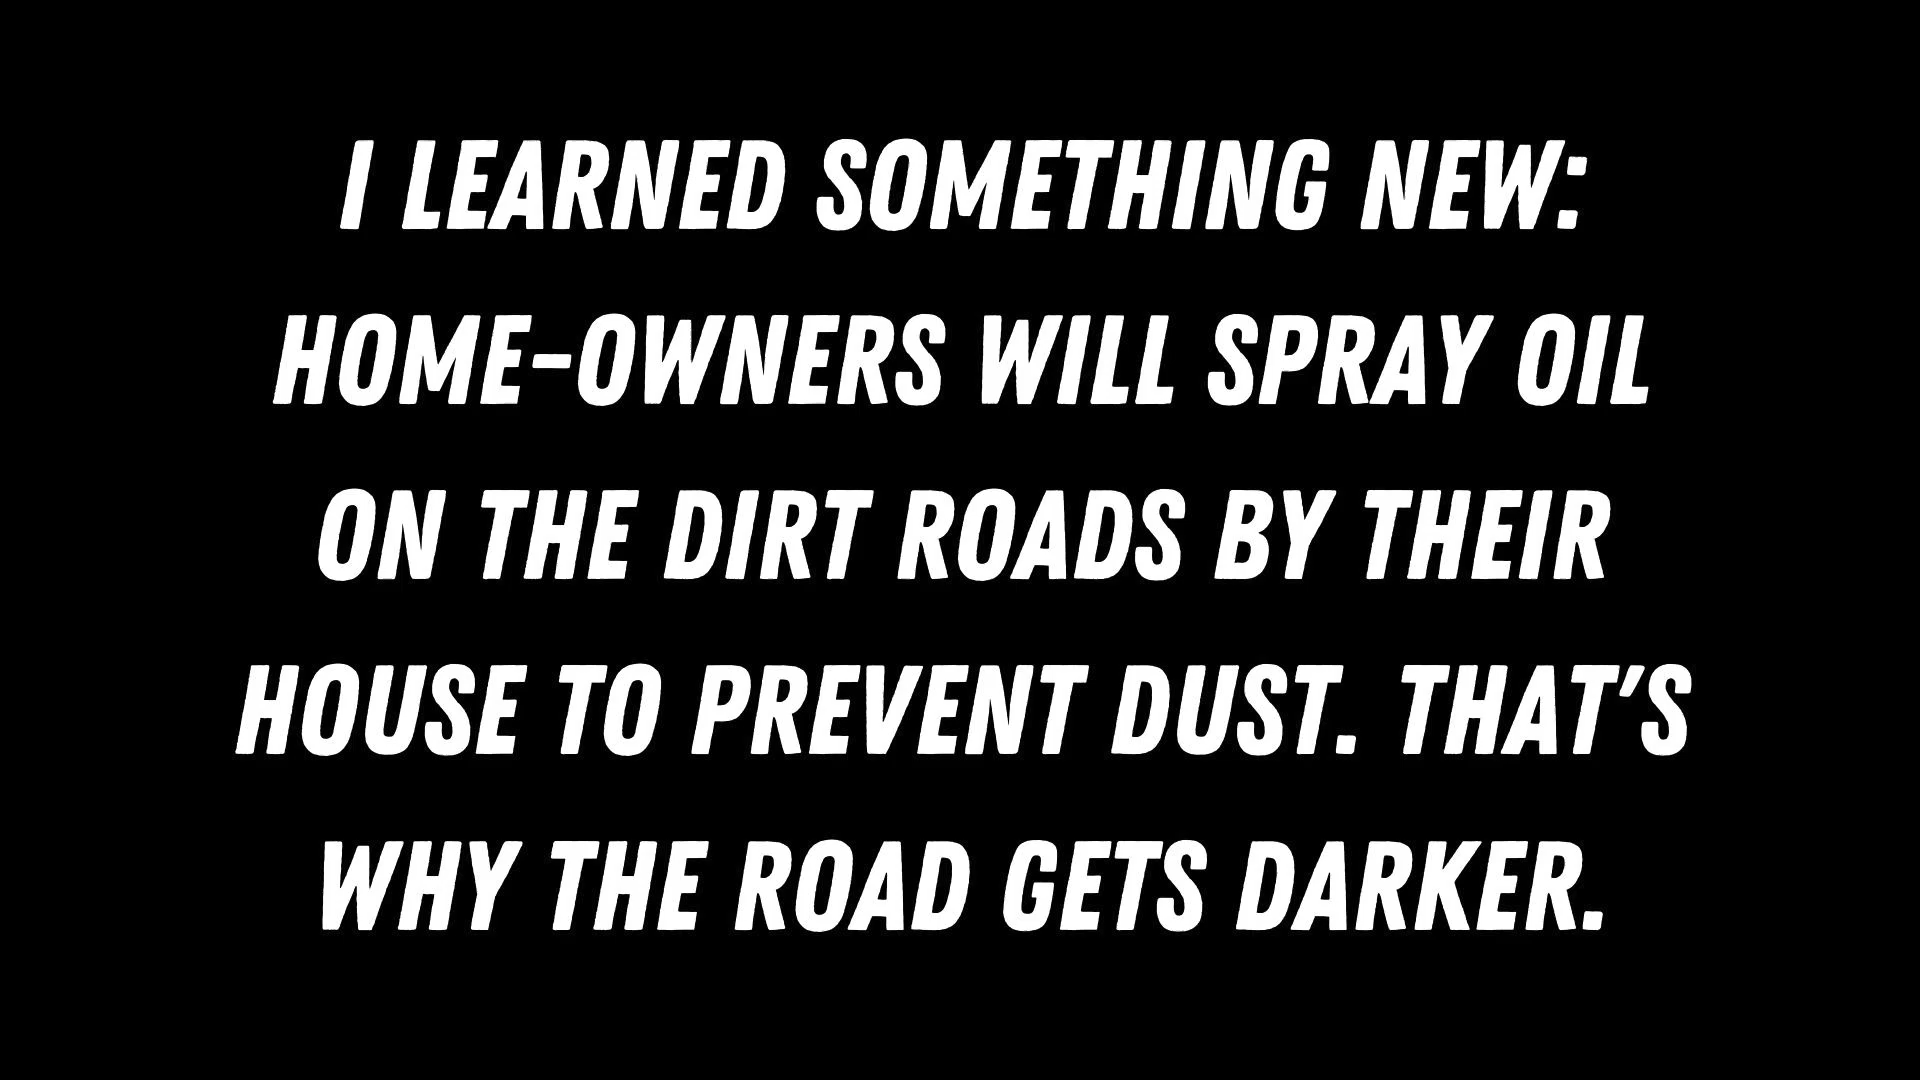 I LEARNED SOMETHING NEW:
HOME-OWNERS WILL SPRAY OIL
ON THE DIRT ROADS BY THEIR
HOUSE TO PREVENT DUST. THAT'S
WHY THE ROAD GETS DARKER.